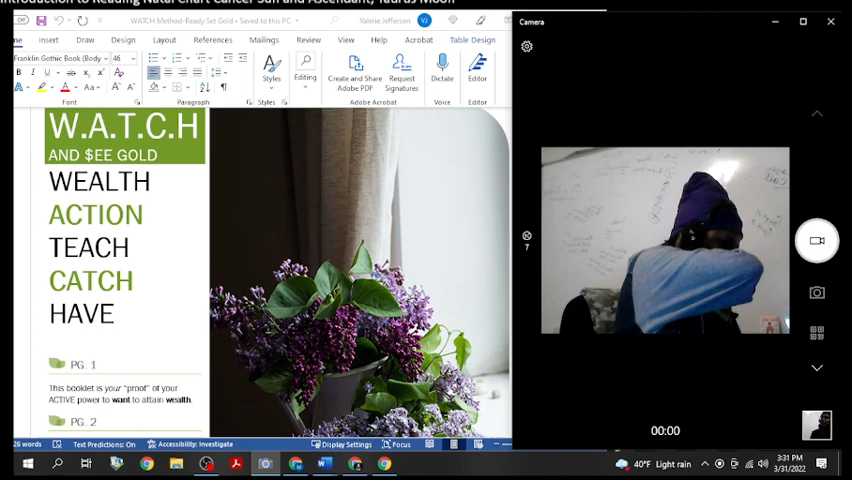 Introduction to Reading Natal Chart Cancer Sun and Ascendant, Taurus Moon
Off
WATCH Method-Ready Set Gold • Saved to this PC
Valerie Jefferson
VJ
Draw
Design
Layout
References
Mailings
Review
View
Help
Acrobat
Table Design
Franklin Gothic Book (Body
46
Styles
Editing
Create and Share
Adobe PDF
Request
Signatures
Dictate
Editor
Font
Paragraph
Styles
Adobe Acrobat
Voice
Editor
W.A.T.C.H
AND $EE GOLD
WEALTH
ACTION
TEACH
CATCH
HAVE
PG. 1
This booklet is your "proof" of your
ACTIVE power to want to attain wealth.
PG. 2
26 words
Text Predictions: On
Accessibility: Investigate
Display Settings
Focus
Camera
7
00:00
40°F Light rain
3:31 PM
3/31/2022